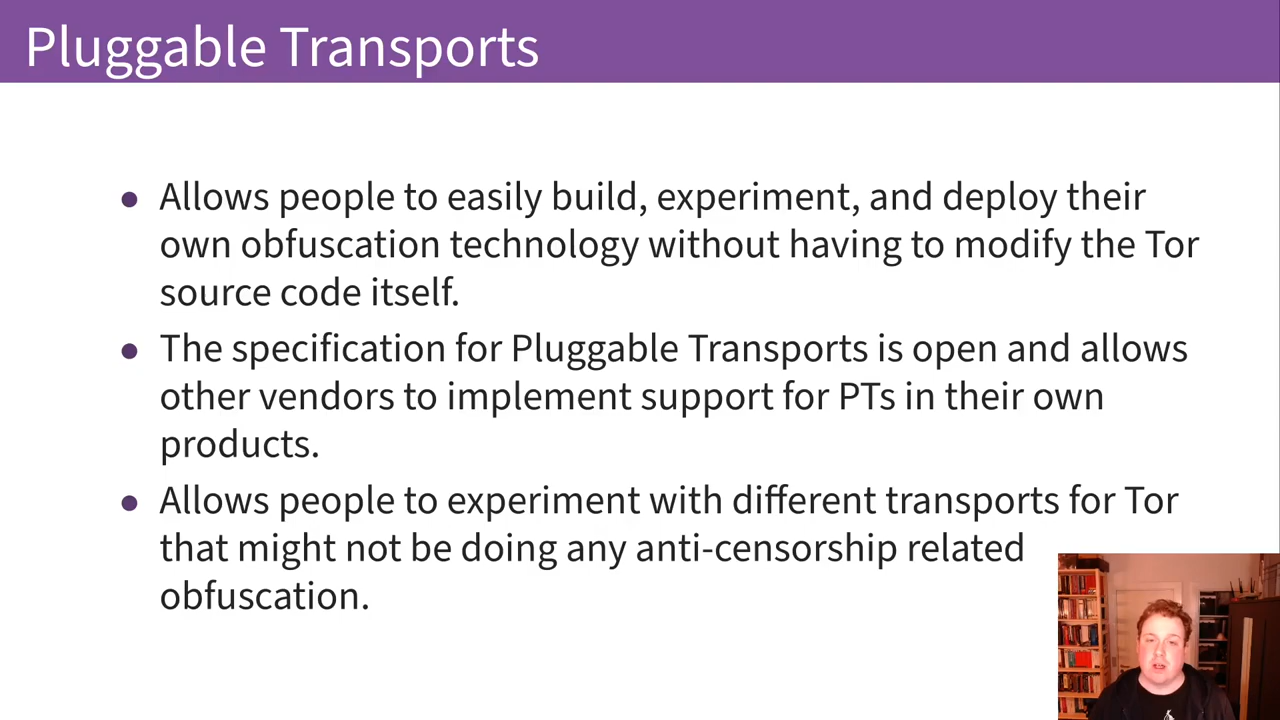 Pluggable Transports
● Allows people to easily build, experiment, and deploy their
own obfuscation technology without having to modify the Tor
source code itself.
● The specification for Pluggable Transports is open and allows
other vendors to implement support for PTs in their own
products.
● Allows people to experiment with different transports for Tor
that might not be doing any anti-censorship related
obfuscation.